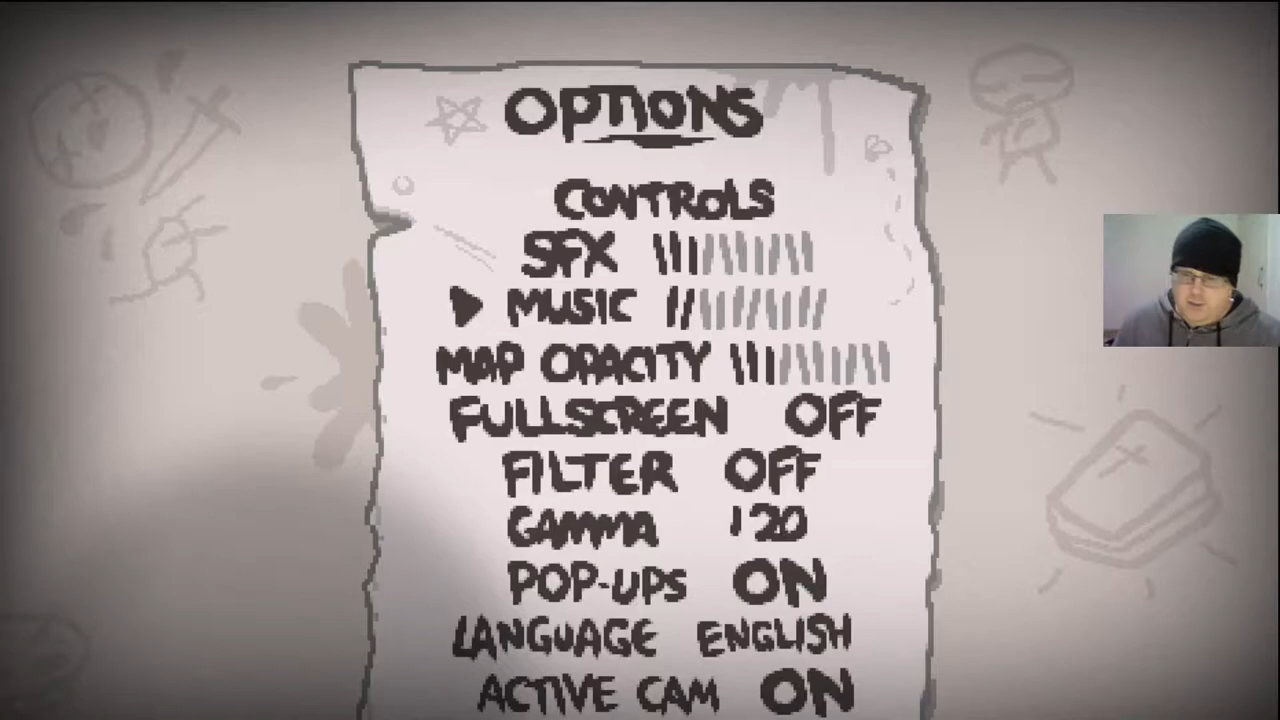 OPTIONS
CONTROLS
SFX
MUSIC
MAP OPACITY
FULLSCREEN OFF
FILTER OFF
GAMMA 120
POP-UPS ON
LANGUAGE ENGLISH
ACTIVE CAM ON